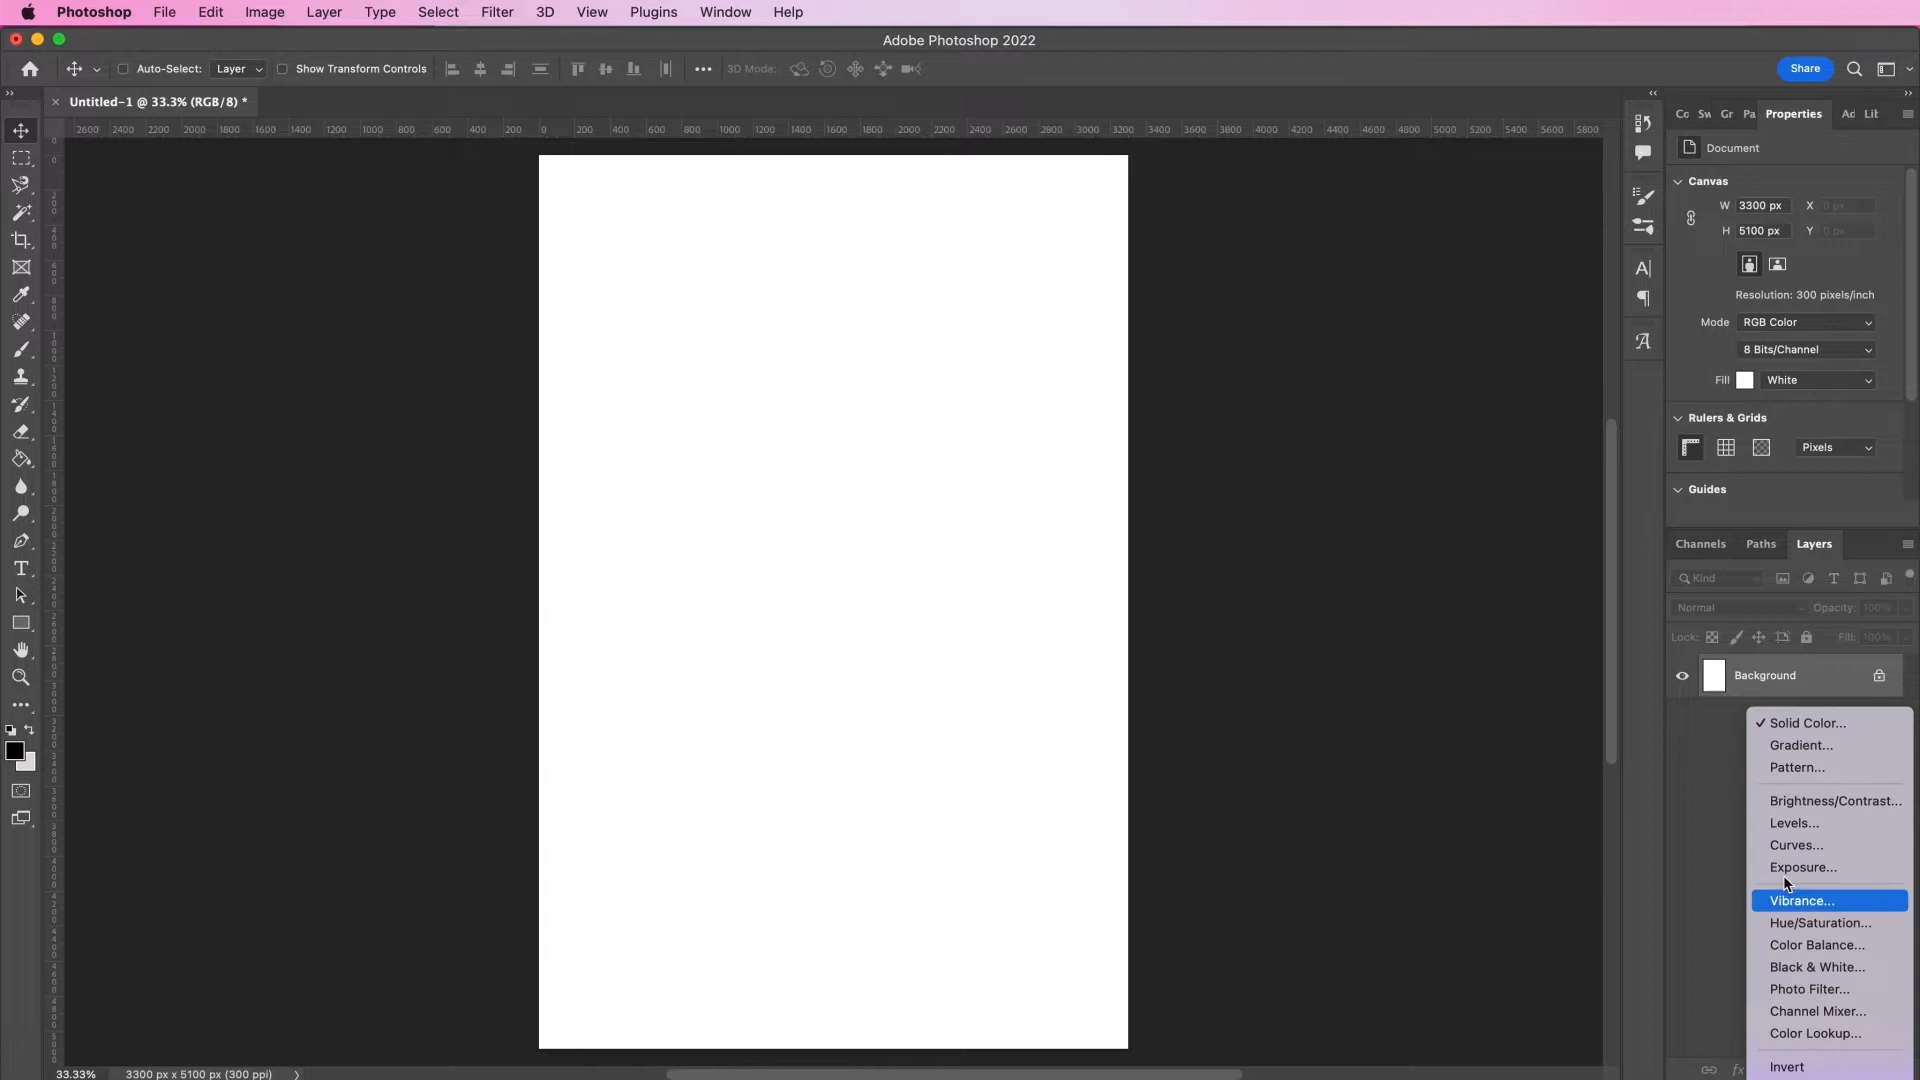 Photoshop File Edit Image Layer Type Select Filter 3D View Plugins Window Help
Adobe Photoshop 2022
Auto-Select: Layer Show Transform Controls 3D Mode: Share
Untitled-1 @ 33.3% (RGB/8) *
Cc Sw Gr Pa Properties Ad Lit
2600 2400 2200 2000 1800 1600 1400 1200 1000 800 600 400 200 0 200 400 600 800 1000 1200 1400 1600 1800 2000 2200 2400 2600 2800 3000 3200 3400 3600 3800 4000 4200 4400 4600 4800 5000 5200 5400 5600 5800
Document
Canvas
W 3300 px X 0 px
H 5100 px Y 0 px
Resolution: 300 pixels/inch
Mode RGB Color
8 Bits/Channel
Fill White
Rulers & Grids
Pixels
Guides
Channels Paths Layers
Kind
Normal Opacity: 100%
Lock: Fill: 100%
Background
Solid Color...
Gradient...
Pattern...
Brightness/Contrast...
Levels...
Curves...
Exposure...
Vibrance...
Hue/Saturation...
Color Balance...
Black & White...
Photo Filter...
Channel Mixer...
Color Lookup...
Invert
33.33% 3300 px x 5100 px (300 ppi)
fx